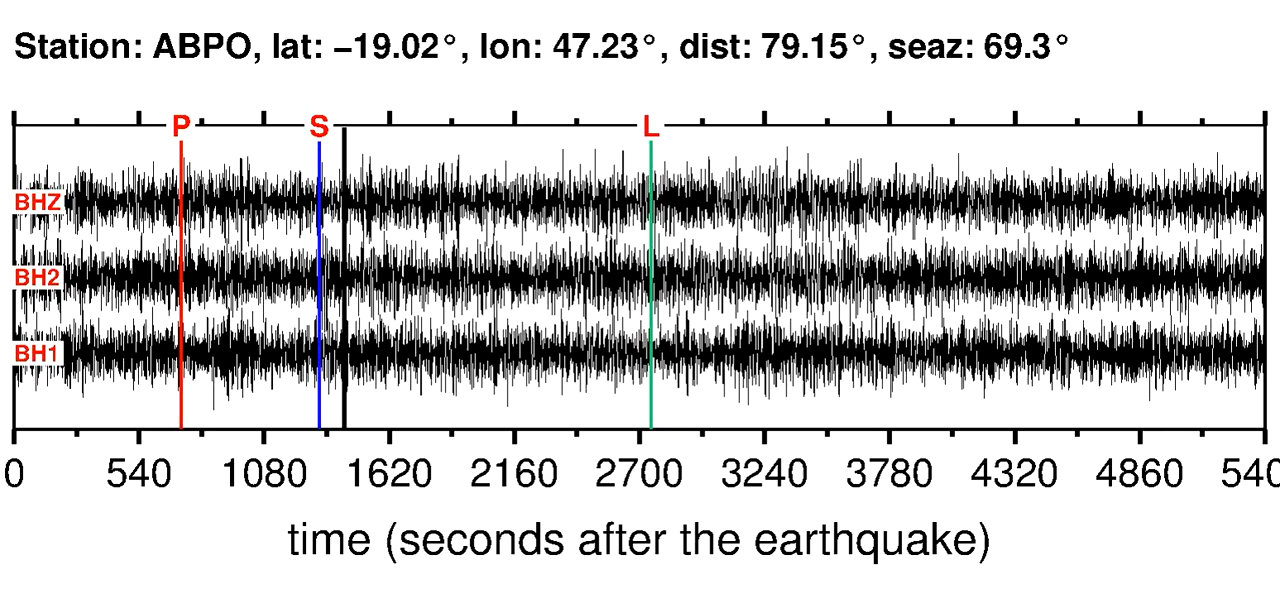 Station: ABPO, lat: −19.02°, lon: 47.23°, dist: 79.15°, seaz: 69.3°
P S L
BHZ
BH2
BH1
0 540 1080 1620 2160 2700 3240 3780 4320 4860 540
time (seconds after the earthquake)